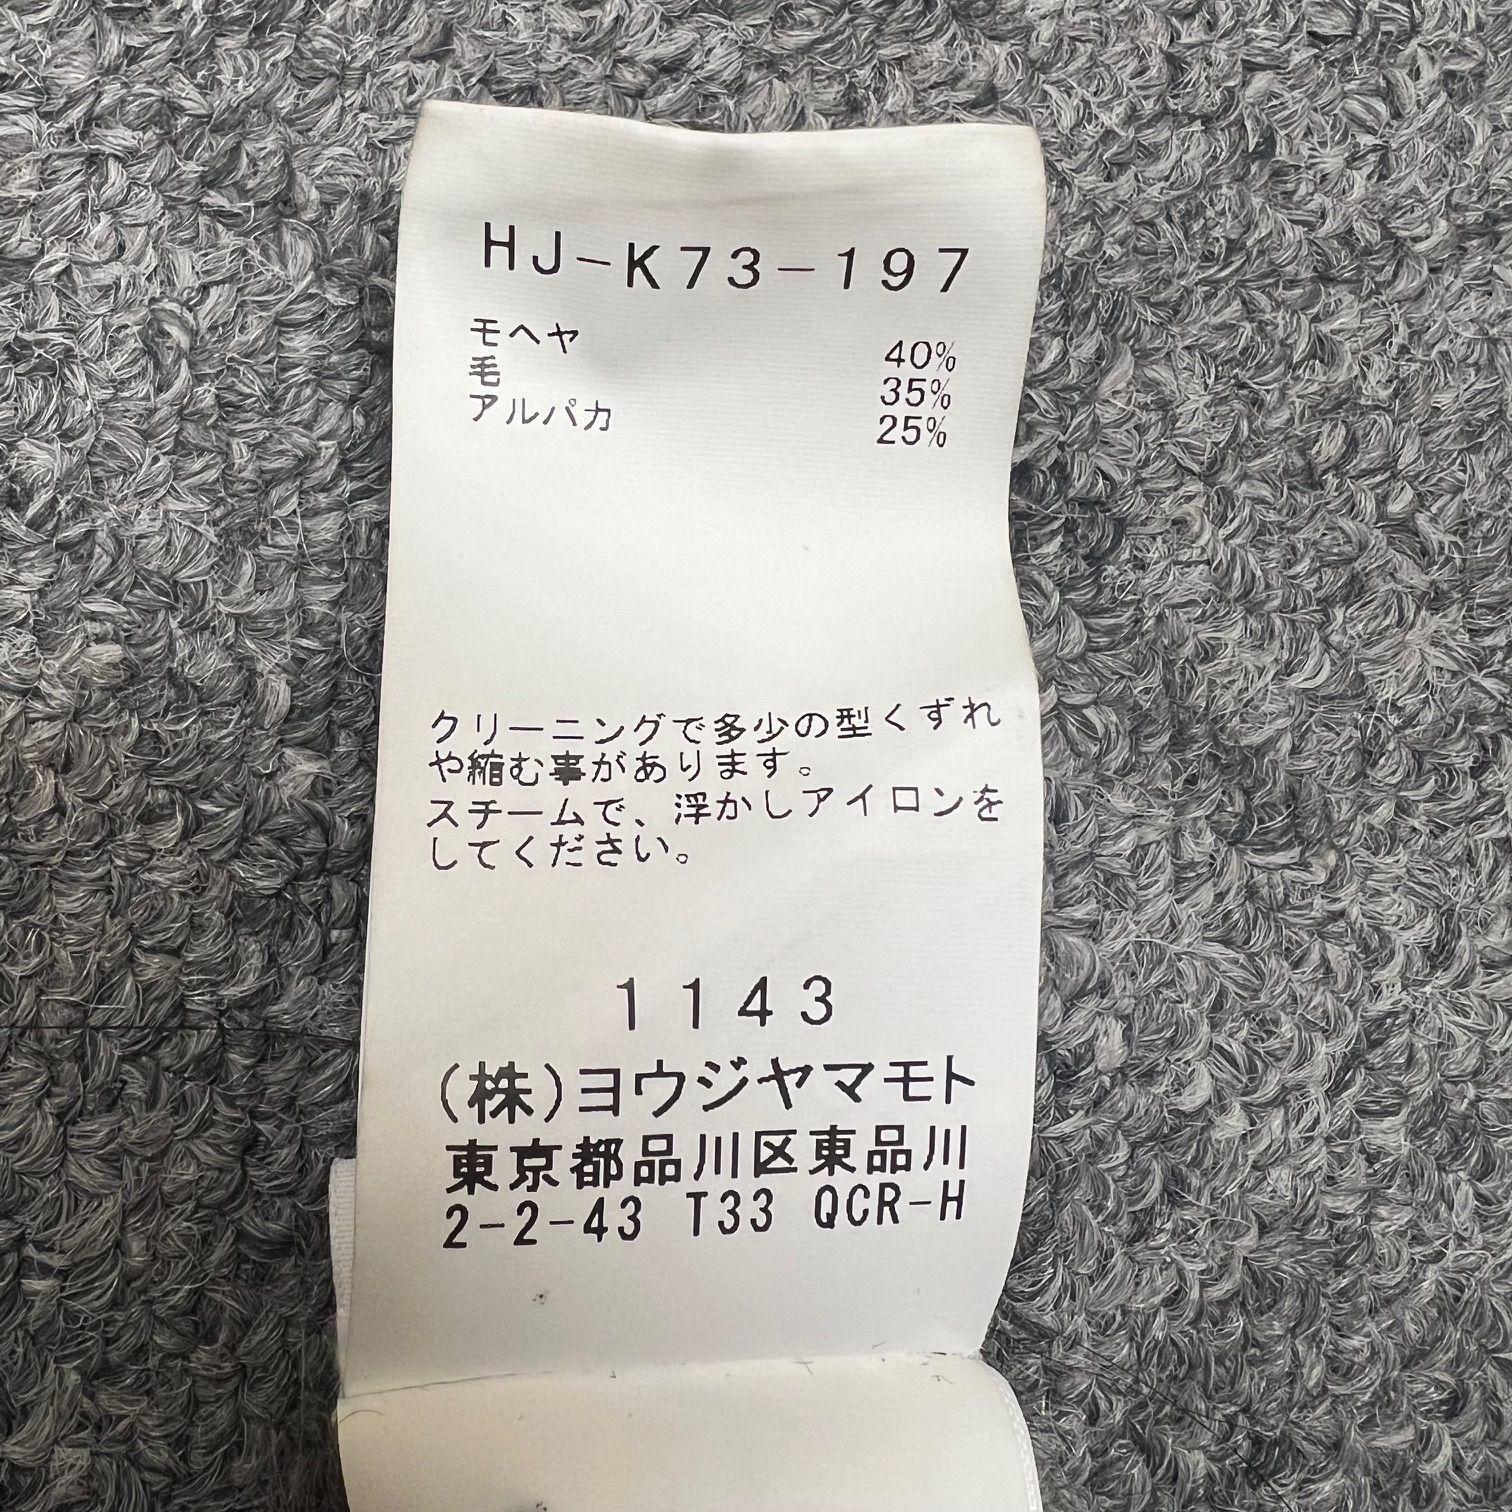 HJ-K73-197
モヘヤ 40%
毛 35%
アルパカ 25%
クリーニングで多少の型くずれ
や縮む事があります。
スチームで、浮かしアイロンを
してください。
1143
(株)ヨウジヤマモト
東京都品川区東品川
2-2-43 T33 QCR-H